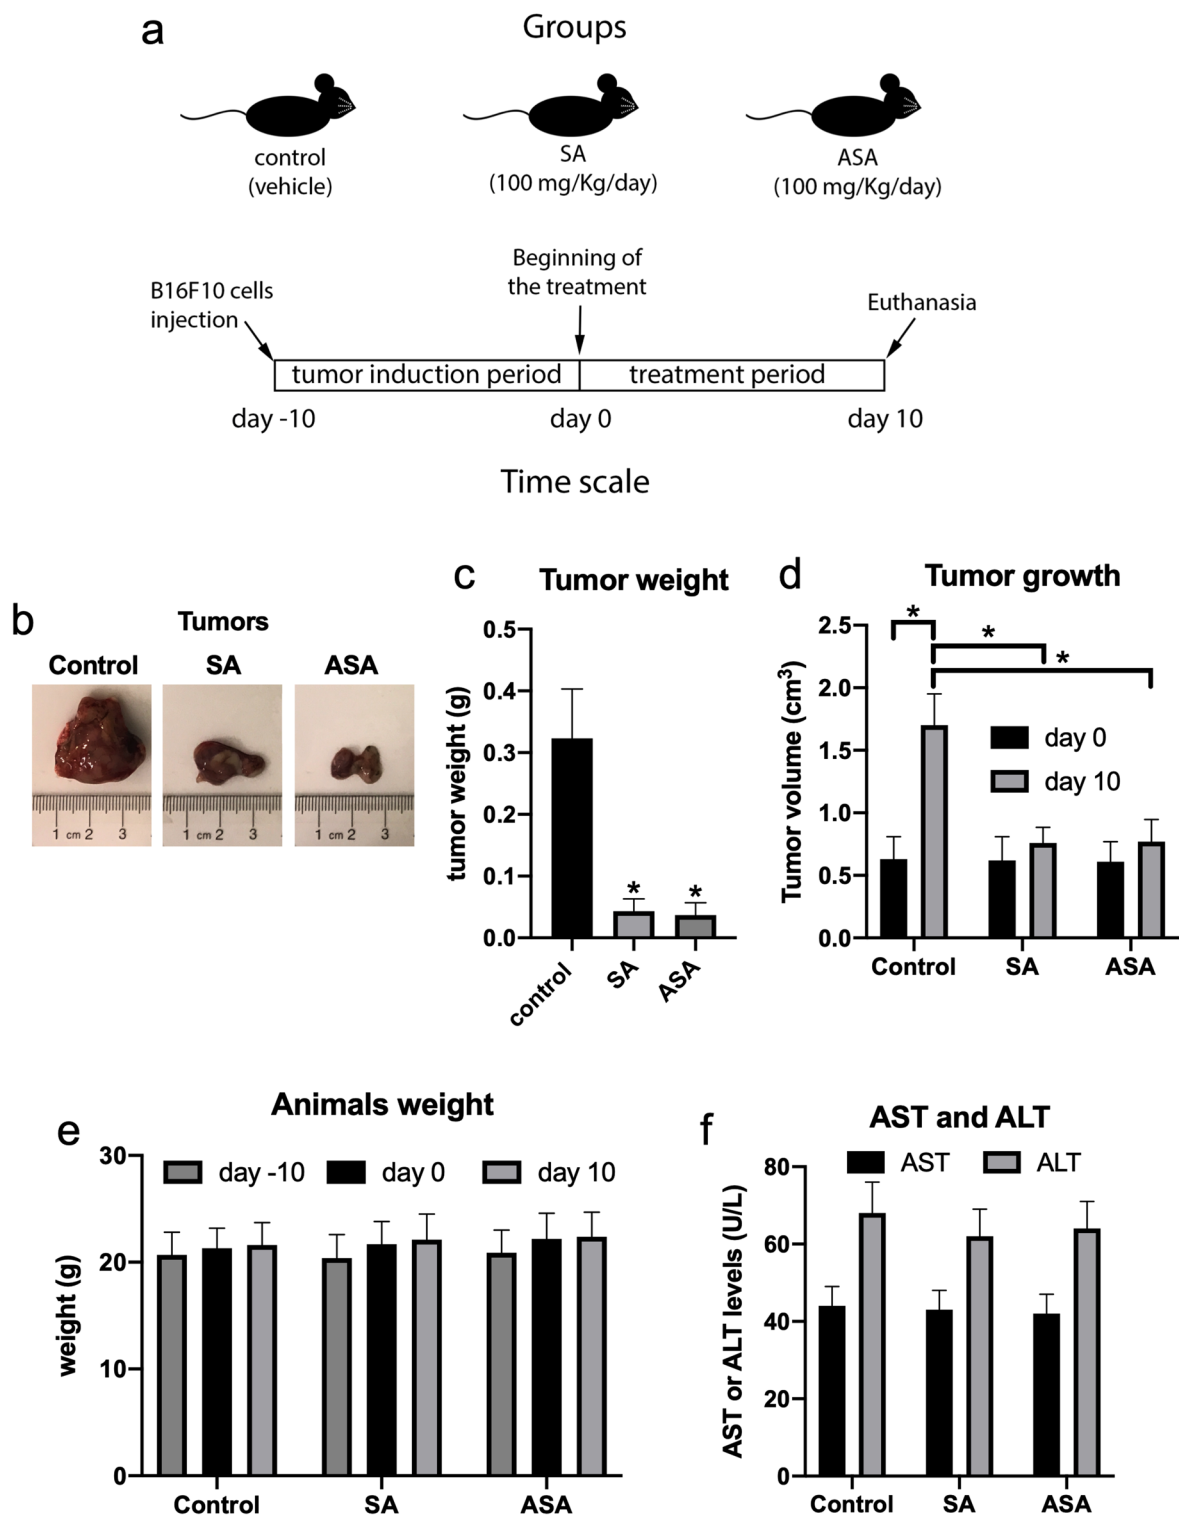 a
Groups
control
(vehicle)
SA
(100 mg/Kg/day)
ASA
(100 mg/Kg/day)
B16F10 cells
injection
Beginning of
the treatment
Euthanasia
tumor induction period
treatment period
day -10
day 0
day 10
Time scale
b
Tumors
Control
SA
ASA
1 cm 2 3
1 cm 2 3
1 cm 2 3
c
Tumor weight
tumor weight (g)
0.5
0.4
0.3
0.2
0.1
0.0
*
*
control
SA
ASA
d
Tumor growth
Tumor volume (cm³)
2.5
2.0
1.5
1.0
0.5
0.0
*
*
*
day 0
day 10
Control
SA
ASA
e
Animals weight
weight (g)
30
20
10
0
day -10
day 0
day 10
Control
SA
ASA
f
AST and ALT
AST or ALT levels (U/L)
80
60
40
20
0
AST
ALT
Control
SA
ASA